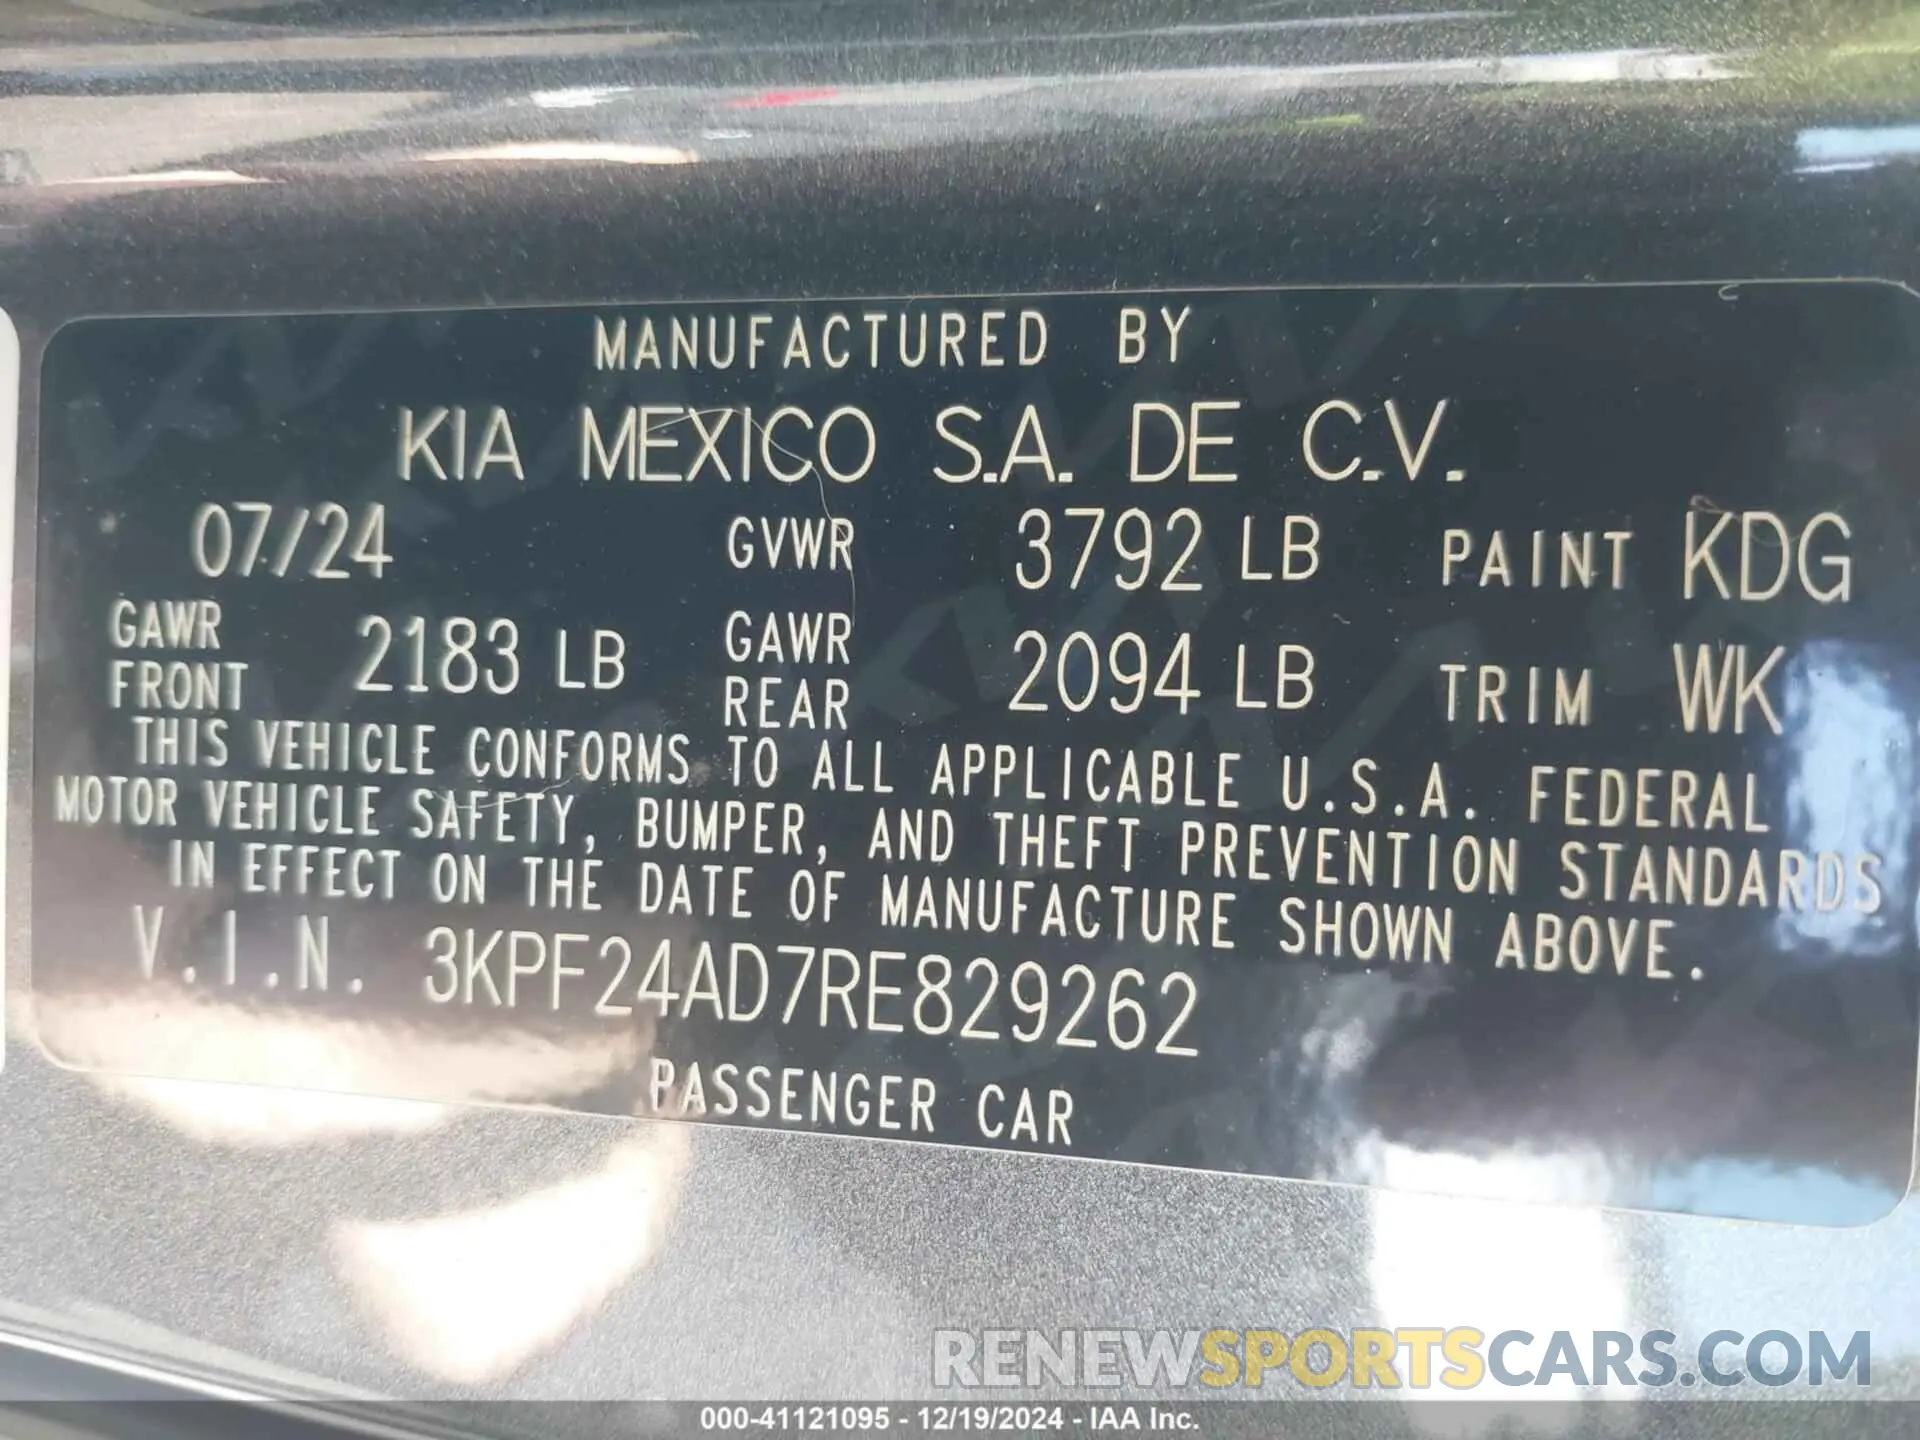 MANUFACTURED BY
KIA MEXICO S.A. DE C.V.
07/24 GVWR 3792 LB PAINT KDG
GAWR FRONT 2183 LB GAWR REAR 2094 LB TRIM WK
THIS VEHICLE CONFORMS TO ALL APPLICABLE U.S.A. FEDERAL
MOTOR VEHICLE SAFETY, BUMPER, AND THEFT PREVENTION STANDARDS
IN EFFECT ON THE DATE OF MANUFACTURE SHOWN ABOVE.
V.I.N. 3KPF24AD7RE829262
PASSENGER CAR
RENEWSPORTSCARS.COM
000-41121095 - 12/19/2024 - IAA Inc.